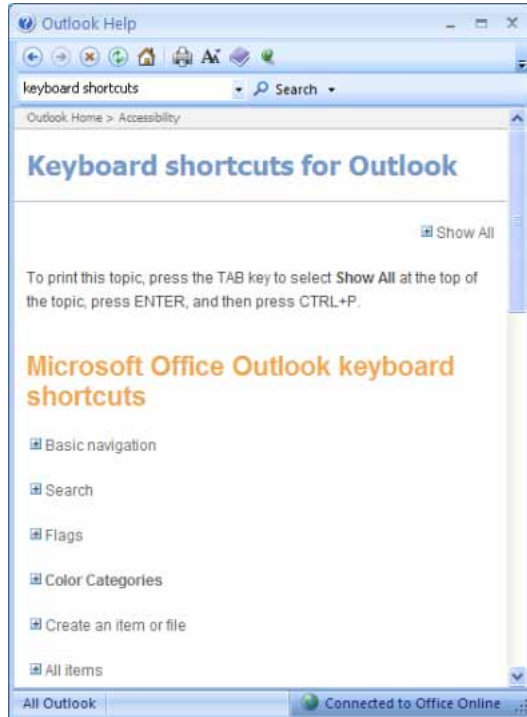 Outlook Help
keyboard shortcuts Search
Outlook Home > Accessibility
Keyboard shortcuts for Outlook
Show All
To print this topic, press the TAB key to select Show All at the top of
the topic, press ENTER, and then press CTRL+P.
Microsoft Office Outlook keyboard
shortcuts
Basic navigation
Search
Flags
Color Categories
Create an item or file
All items
All Outlook Connected to Office Online